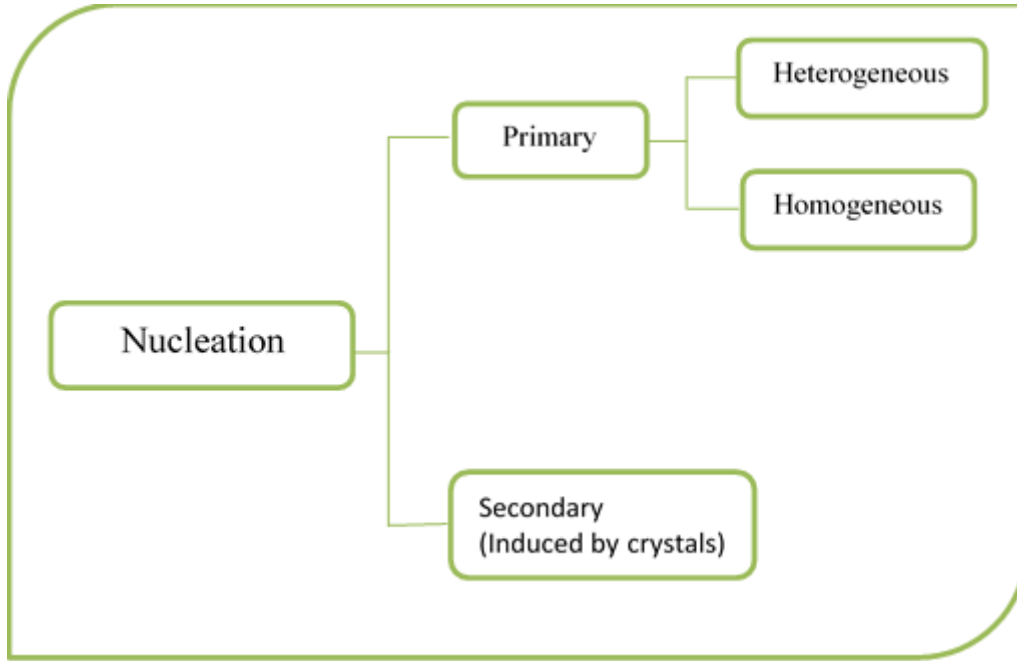 Heterogeneous
Primary
Homogeneous
Nucleation
Secondary
(Induced by crystals)